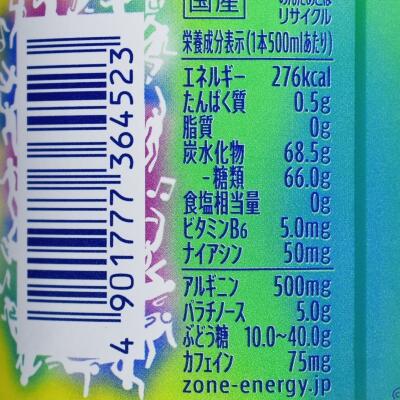 国産
リサイクル
栄養成分表示(1本500mlあたり)
エネルギー 276kcal
たんぱく質 0.5g
脂質 0g
炭水化物 68.5g
-糖類 66.0g
食塩相当量 0g
ビタミンB6 5.0mg
ナイアシン 50mg
アルギニン 500mg
パラチノース 5.0g
ぶどう糖 10.0~40.0g
カフェイン 75mg
zone-energy.jp
4 901777 364523